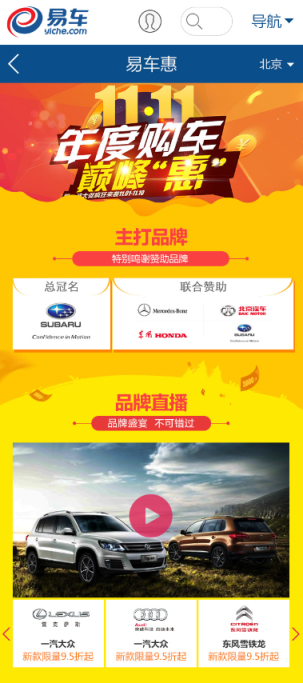 易车
yiche.com
导航
易车惠
北京
11.11
年度购车
巅峰“惠”
主打品牌
特别鸣谢赞助品牌
总冠名
联合赞助
SUBARU
Confidence in Motion
Mercedes-Benz
北京汽车
BAIC MOTOR
东风 HONDA
SUBARU
品牌直播
品牌盛宴 不可错过
LEXUS
雷克萨斯
Audi
CITROËN
东风雪铁龙
一汽大众
一汽大众
东风雪铁龙
新款限量9.5折起
新款限量9.5折起
新款限量9.5折起